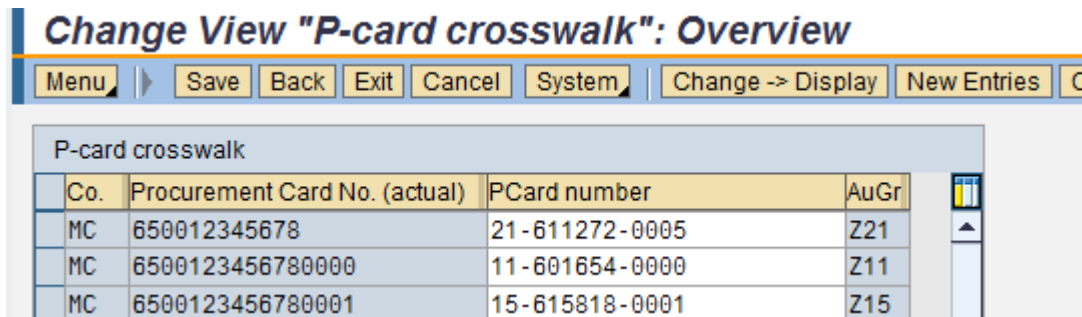 Change View "P-card crosswalk": Overview
Menu Save Back Exit Cancel System Change -> Display New Entries
P-card crosswalk
Co. Procurement Card No. (actual) PCard number AuGr
MC 650012345678 21-611272-0005 Z21
MC 6500123456780000 11-601654-0000 Z11
MC 6500123456780001 15-615818-0001 Z15